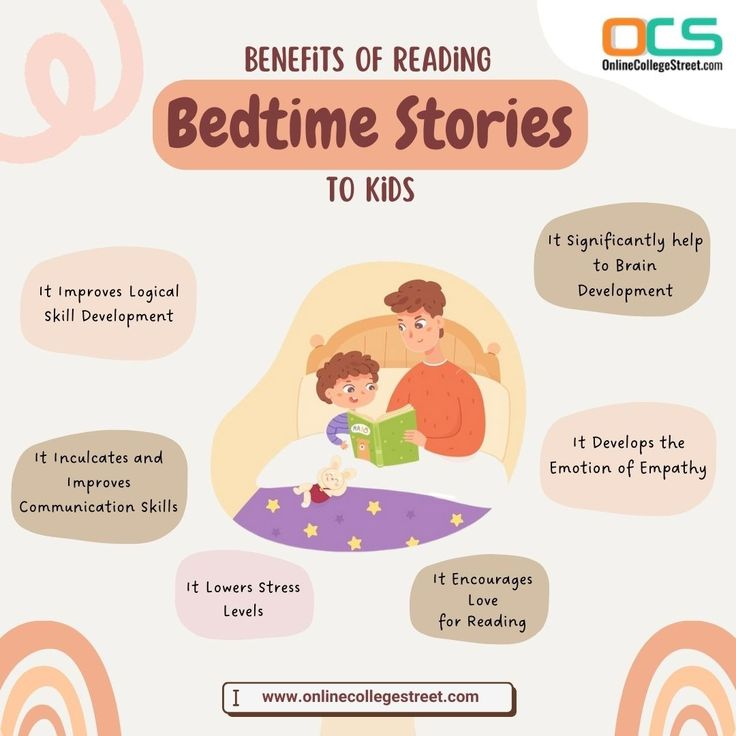 OCS
OnlineCollegeStreet.com
BENEFITS OF READING
Bedtime Stories
TO KIDS
It Improves Logical
Skill Development
It Significantly help
to Brain
Development
It Inculcates and
Improves
Communication Skills
It Develops the
Emotion of Empathy
It Lowers Stress
Levels
It Encourages
Love
for Reading
www.onlinecollegestreet.com